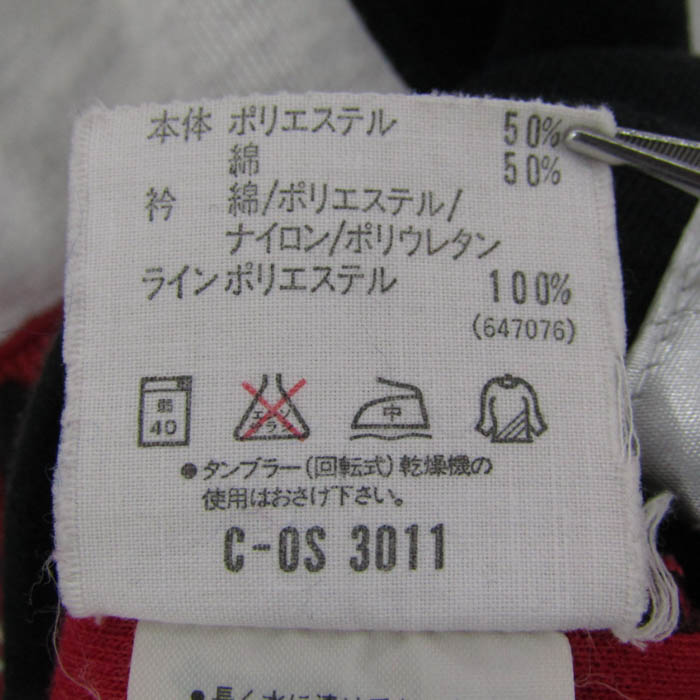 本体 ポリエステル 50%
綿 50%
衿 綿/ポリエステル/
ナイロン/ポリウレタン
ラインポリエステル 100%
(647076)
弱
40
エンソ
サラシ
中
●タンブラー(回転式)乾燥機の
使用はおさけ下さい。
C-OS 3011